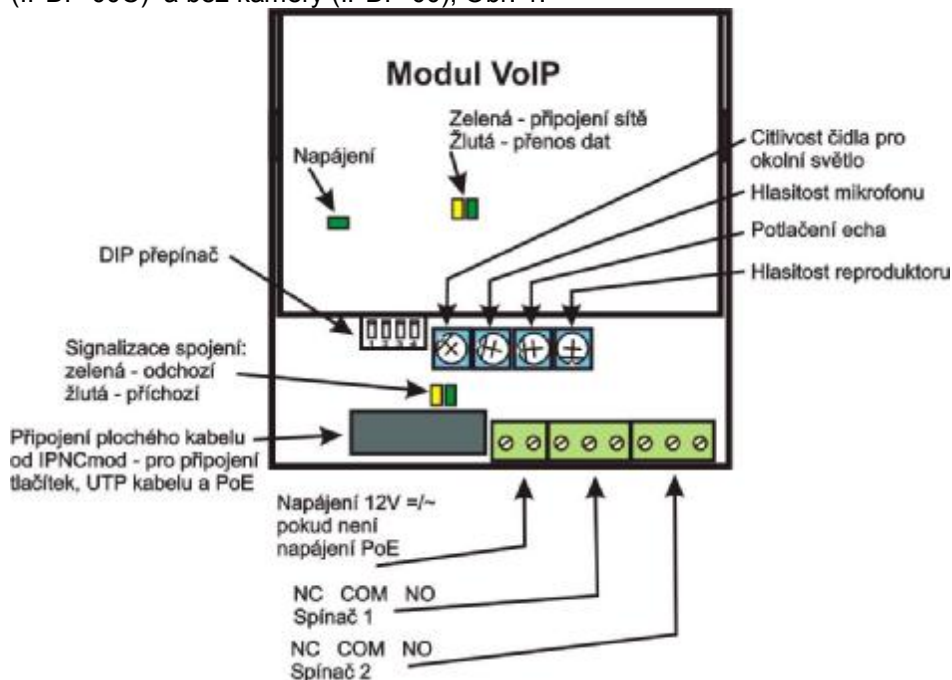 a bez kamery
Modul VoIP
Zelená - připojení sítě
Žlutá - přenos dat
Napájení
Citlivost čidla pro
okolní světlo
Hlasitost mikrofonu
Potlačení echa
Hlasitost reproduktoru
DIP přepínač
1 2 3 4
Signalizace spojení:
zelená - odchozí
žlutá - příchozí
Připojení plochého kabelu
od IPNCmod - pro připojení
tlačítek, UTP kabelu a PoE
Napájení 12V =/~
pokud není
napájení PoE
NC COM NO
Spínač 1
NC COM NO
Spínač 2